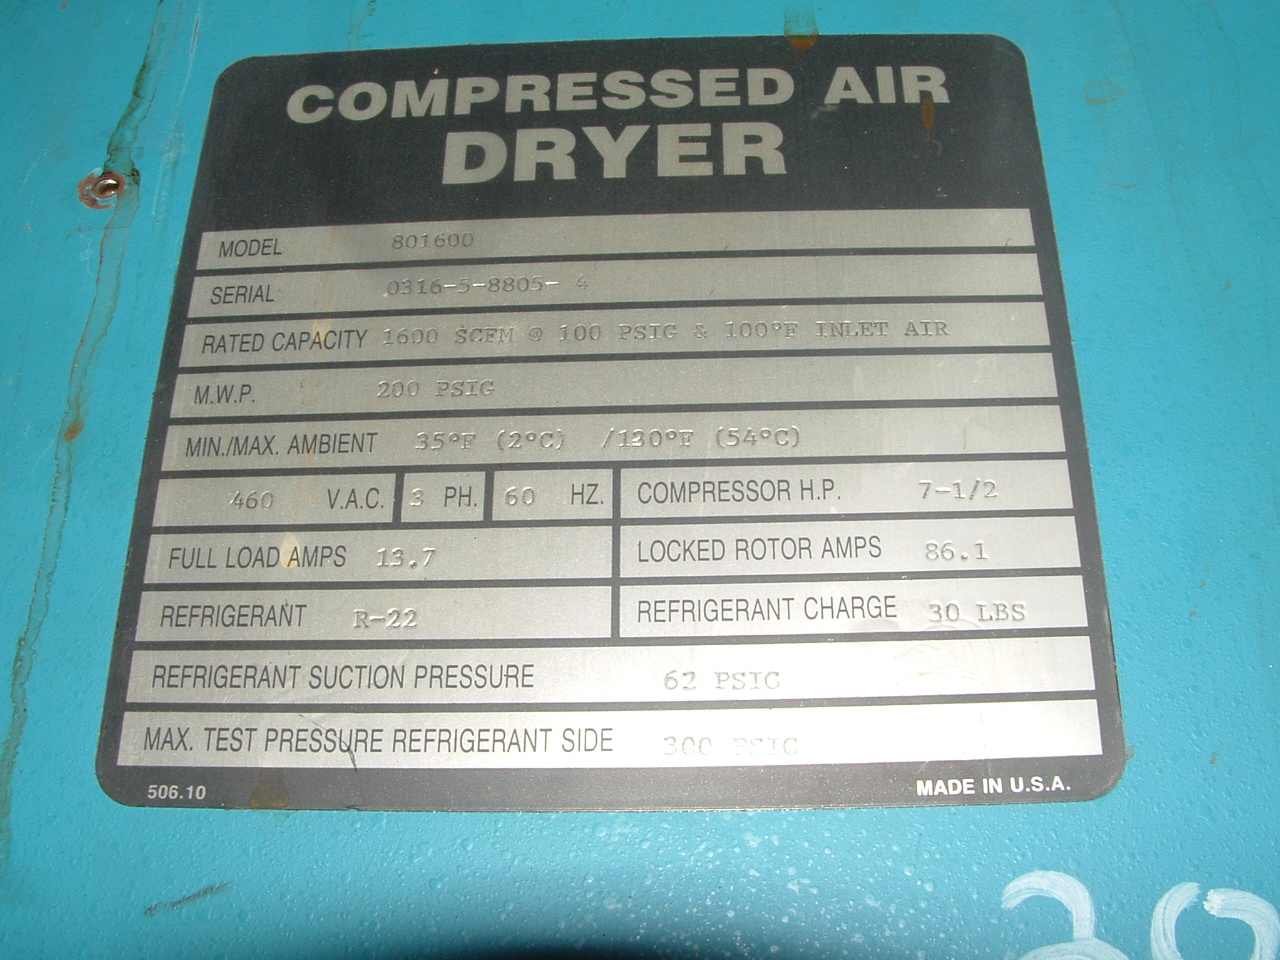 COMPRESSED AIR
DRYER
MODEL 801600
SERIAL 0316-5-8805- 4
RATED CAPACITY 1600 SCFM @ 100 PSIG & 100°F INLET AIR
M.W.P. 200 PSIG
MIN./MAX. AMBIENT 35°F (2°C) /130°F (54°C)
460 V.A.C. 3 PH. 60 HZ. COMPRESSOR H.P. 7-1/2
FULL LOAD AMPS 13.7 LOCKED ROTOR AMPS 86.1
REFRIGERANT R-22 REFRIGERANT CHARGE 30 LBS
REFRIGERANT SUCTION PRESSURE 62 PSIG
MAX. TEST PRESSURE REFRIGERANT SIDE 300 PSIG
506.10 MADE IN U.S.A.